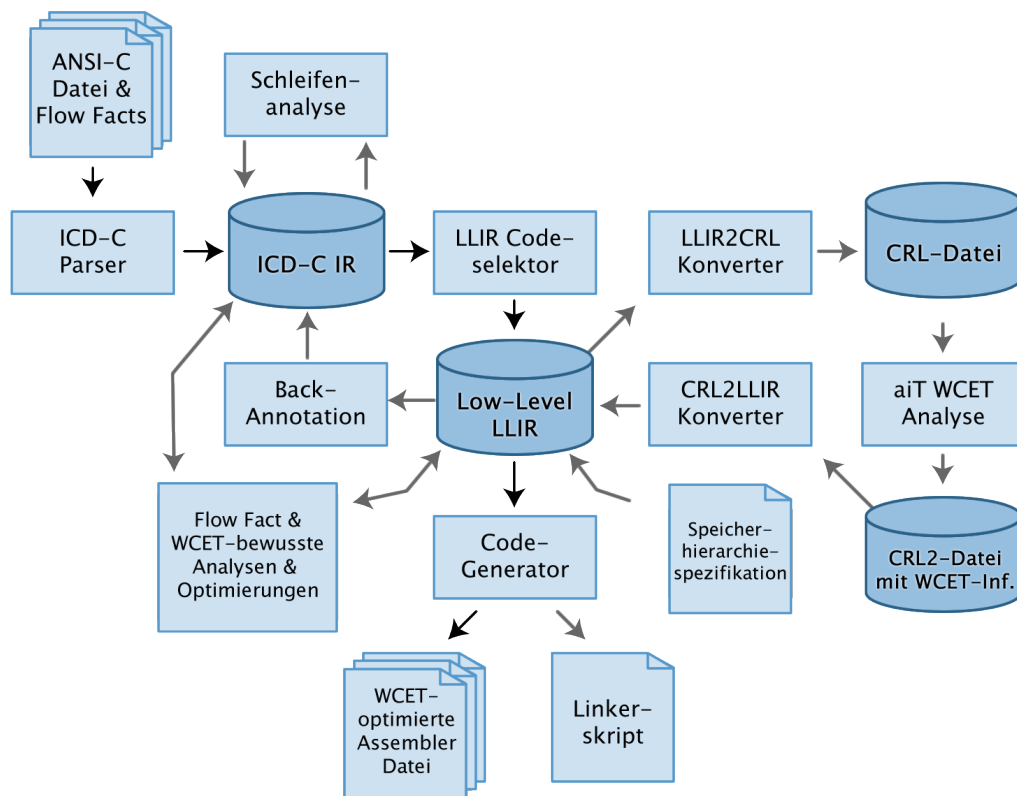 ANSI-C
Datei &
Flow Facts
Schleifen-
analyse
ICD-C
Parser
ICD-C IR
LLIR Code-
selektor
LLIR2CRL
Konverter
CRL-Datei
Back-
Annotation
Low-Level
LLIR
CRL2LLIR
Konverter
aiT WCET
Analyse
Flow Fact &
WCET-bewusste
Analysen &
Optimierungen
Code-
Generator
Speicher-
hierarchie-
spezifikation
CRL2-Datei
mit WCET-Inf.
WCET-
optimierte
Assembler
Datei
Linker-
skript